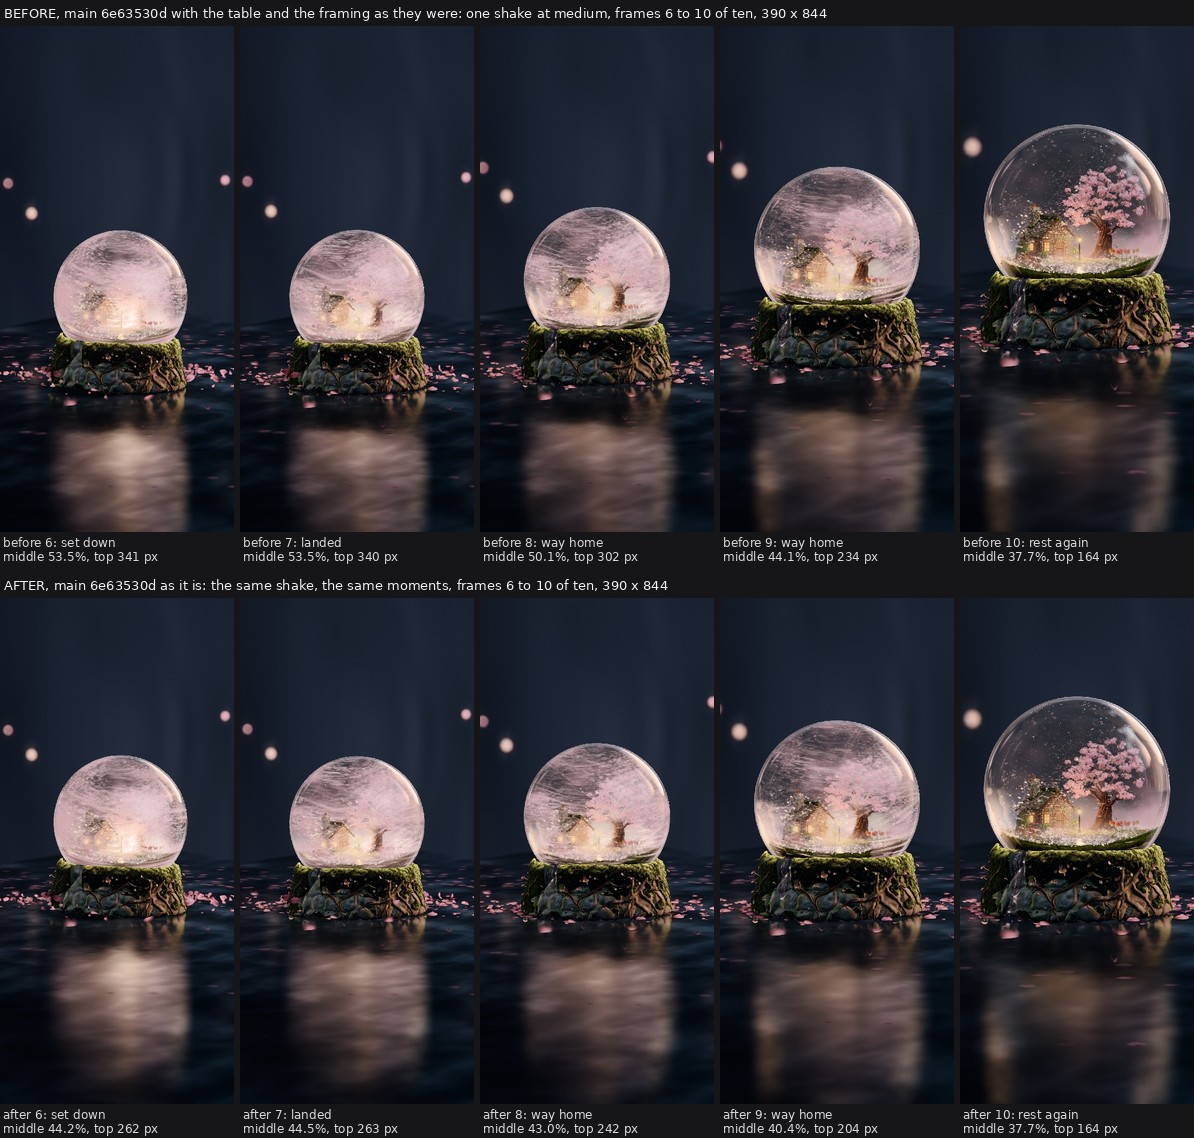 BEFORE, main 6e63530d with the table and the framing as they were: one shake at medium, frames 6 to 10 of ten, 390 x 844
before 6: set down
middle 53.5%, top 341 px
before 7: landed
middle 53.5%, top 340 px
before 8: way home
middle 50.1%, top 302 px
before 9: way home
middle 44.1%, top 234 px
before 10: rest again
middle 37.7%, top 164 px
AFTER, main 6e63530d as it is: the same shake, the same moments, frames 6 to 10 of ten, 390 x 844
after 6: set down
middle 44.2%, top 262 px
after 7: landed
middle 44.5%, top 263 px
after 8: way home
middle 43.0%, top 242 px
after 9: way home
middle 40.4%, top 204 px
after 10: rest again
middle 37.7%, top 164 px